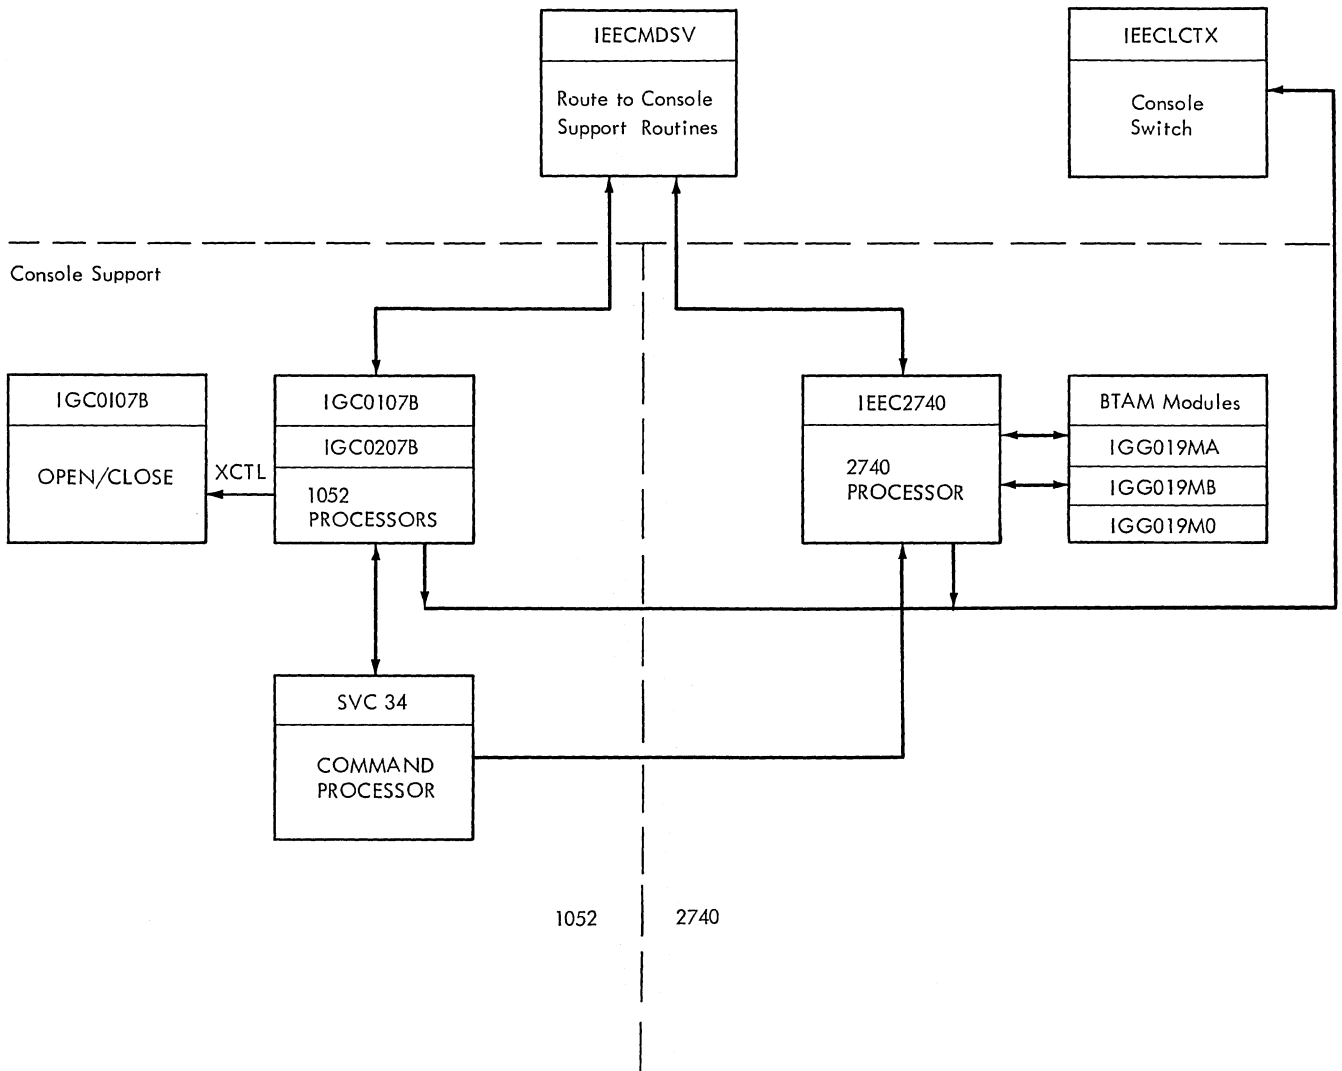 IEECMDSV
Route to Console
Support Routines
IEECLCTX
Console
Switch
Console Support
IGC0107B
OPEN/CLOSE
XCTL
IGC0107B
IGC0207B
1052
PROCESSORS
IEEC2740
2740
PROCESSOR
BTAM Modules
IGG019MA
IGG019MB
IGG019M0
SVC 34
COMMAND
PROCESSOR
1052
2740